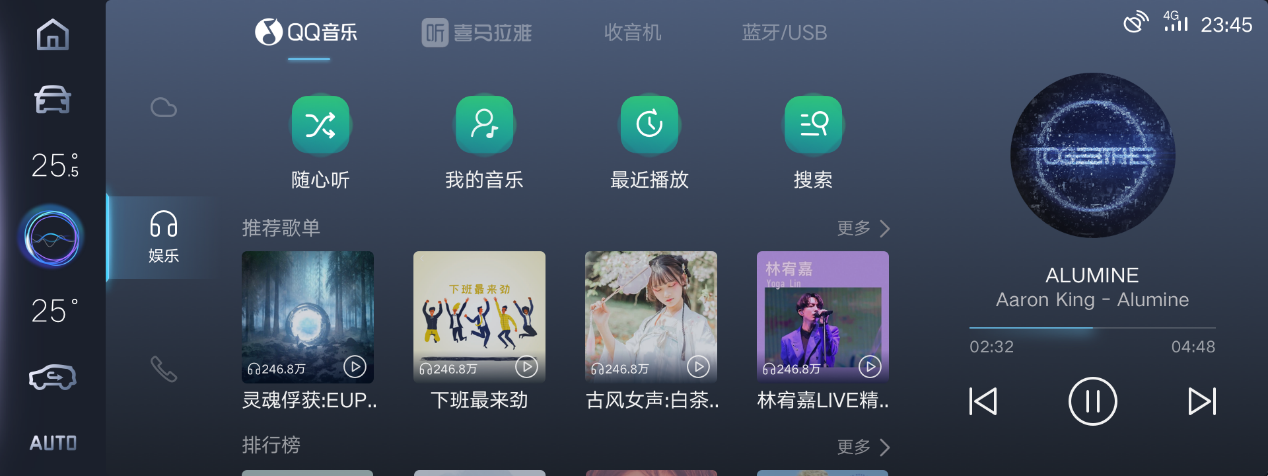 QQ音乐
听 喜马拉雅
收音机
蓝牙/USB
4G
23:45
25.5°
娱乐
25°
AUTO
随心听
我的音乐
最近播放
搜索
推荐歌单
更多
下班最来劲
林宥嘉
Yoga Lin
246.8万
246.8万
246.8万
246.8万
灵魂俘获:EUP..
下班最来劲
古风女声:白茶..
林宥嘉LIVE精..
排行榜
更多
TOGETHER
ALUMINE
Aaron King - Alumine
02:32
04:48